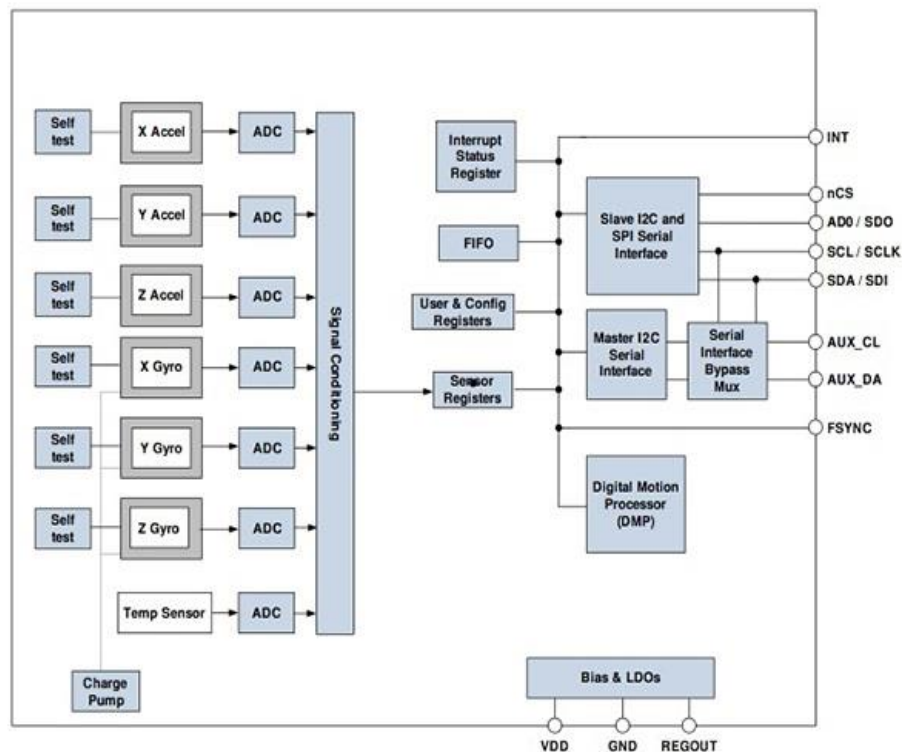 Self
test
X Accel
ADC
Self
test
Y Accel
ADC
Self
test
Z Accel
ADC
Self
test
X Gyro
ADC
Self
test
Y Gyro
ADC
Self
test
Z Gyro
ADC
Temp Sensor
ADC
Charge
Pump
Signal Conditioning
Interrupt
Status
Register
FIFO
User & Config
Registers
Sensor
Registers
Slave I2C and
SPI Serial
Interface
Master I2C
Serial
Interface
Serial
Interface
Bypass
Mux
Digital Motion
Processor
(DMP)
INT
nCS
AD0 / SDO
SCL / SCLK
SDA / SDI
AUX_CL
AUX_DA
FSYNC
Bias & LDOs
VDD
GND
REGOUT